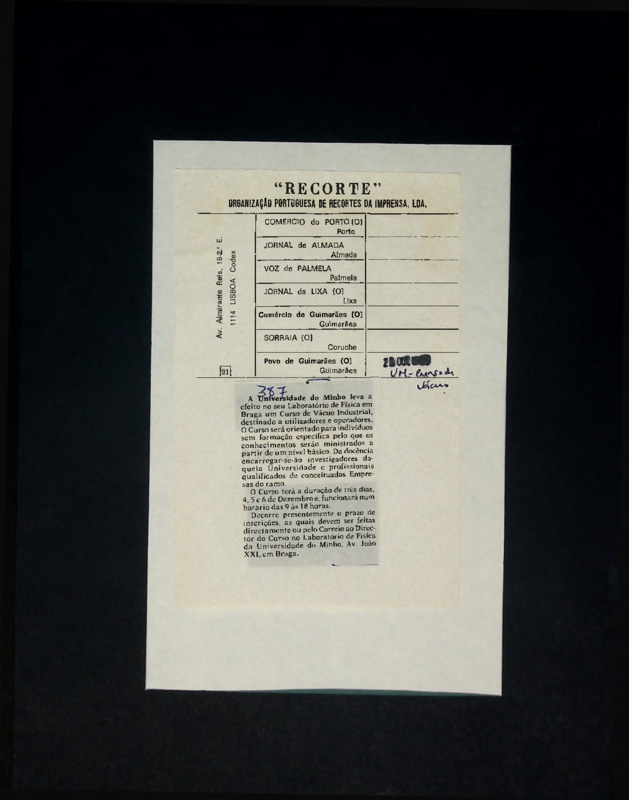 "RECORTE"
ORGANIZAÇÃO PORTUGUESA DE RECORTES DA IMPRENSA, LDA.
Av. Almirante Reis, 19-2.º E.
1114 LISBOA Codex
COMERCIO do PORTO (O)
Porto
JORNAL de ALMADA
Almada
VOZ de PALMELA
Palmela
JORNAL da LIXA (O)
Lixa
Comércio de Guimarães (O)
Guimarães
SORRAIA (O)
Coruche
Povo de Guimarães (O)
Guimarães
91
UM - Curso de
Vácuo
387
A Universidade do Minho leva a
efeito no seu Laboratório de Física em
Braga um Curso de Vácuo Industrial,
destinado a utilizadores e operadores.
O Curso será orientado para indivíduos
sem formação específica pelo que os
conhecimentos serão ministrados a
partir de um nível básico. Da docência
encarregar-se-ão investigadores da-
quela Universidade e profissionais
qualificados de conceituadas Empre-
sas do ramo.
O Curso terá a duração de três dias,
4, 5 e 6 de Dezembro e, funcionará num
horário das 9 às 18 horas.
Decorre presentemente o prazo de
inscrições, as quais devem ser feitas
directamente ou pelo Correio ao Direc-
tor do Curso no Laboratório de Física
da Universidade do Minho, Av. João
XXI, em Braga.